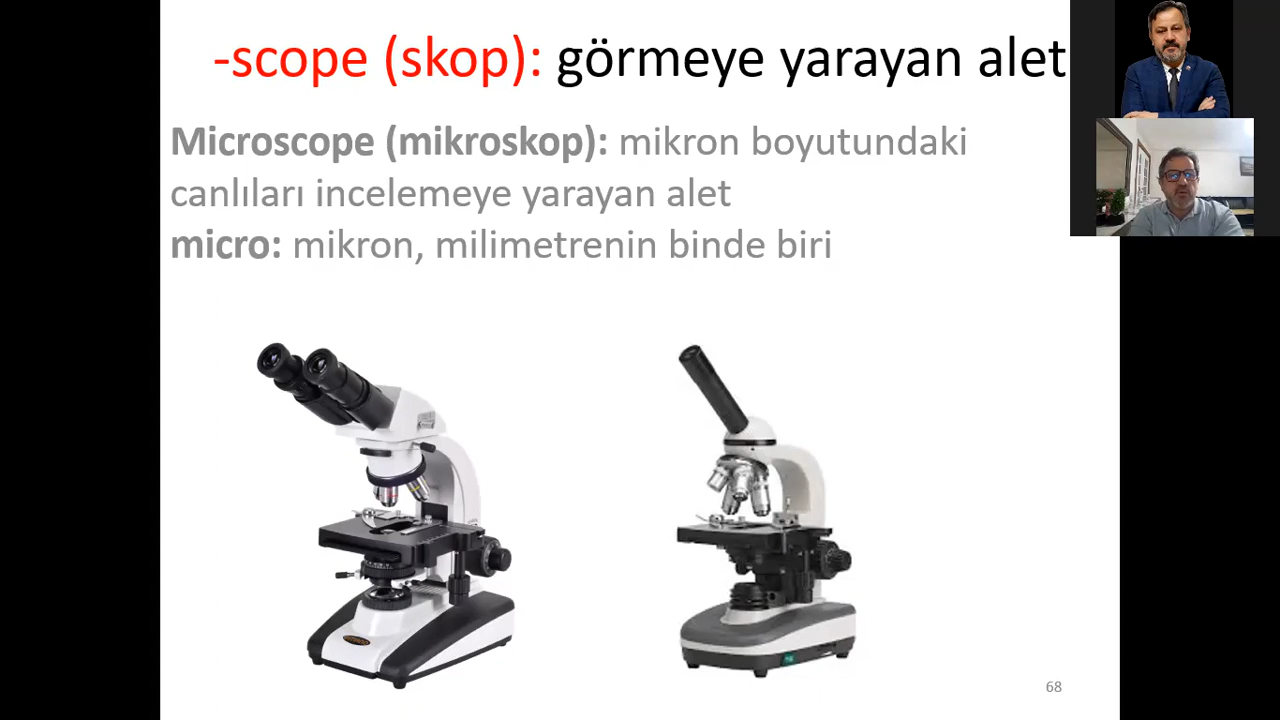 -scope (skop): görmeye yarayan alet
Microscope (mikroskop): mikron boyutundaki
canlıları incelemeye yarayan alet
micro: mikron, milimetrenin binde biri
68